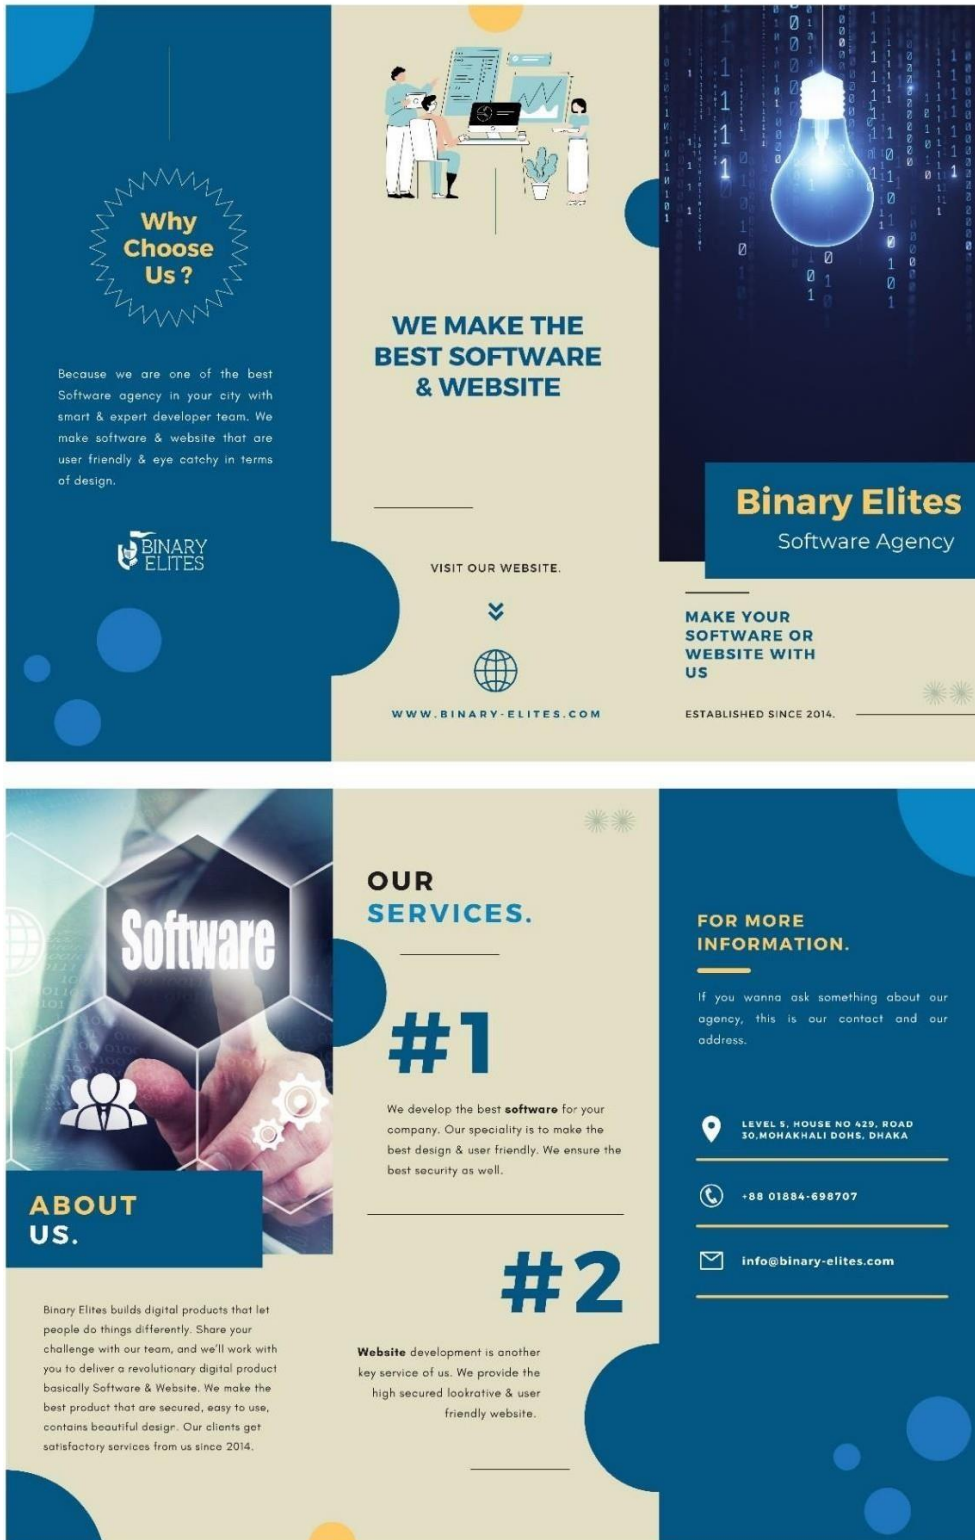 Why
Choose
Us ?
Because we are one of the best
Software agency in your city with
smart & expert developer team. We
make software & website that are
user friendly & eye catchy in terms
of design.
BINARY
ELITES
WE MAKE THE
BEST SOFTWARE
& WEBSITE
VISIT OUR WEBSITE.
WWW.BINARY-ELITES.COM
Binary Elites
Software Agency
MAKE YOUR
SOFTWARE OR
WEBSITE WITH
US
ESTABLISHED SINCE 2014.
Software
ABOUT
US.
Binary Elites builds digital products that let
people do things differently. Share your
challenge with our team, and we'll work with
you to deliver a revolutionary digital product
basically Software & Website. We make the
best product that are secured, easy to use,
contains beautiful design. Our clients get
satisfactory services from us since 2014.
OUR
SERVICES.
#1
We develop the best software for your
company. Our speciality is to make the
best design & user friendly. We ensure the
best security as well.
#2
Website development is another
key service of us. We provide the
high secured lookrative & user
friendly website.
FOR MORE
INFORMATION.
If you wanna ask something about our
agency, this is our contact and our
address.
LEVEL 5, HOUSE NO 429, ROAD
30,MOHAKHALI DOHS, DHAKA
+88 01884-698707
info@binary-elites.com